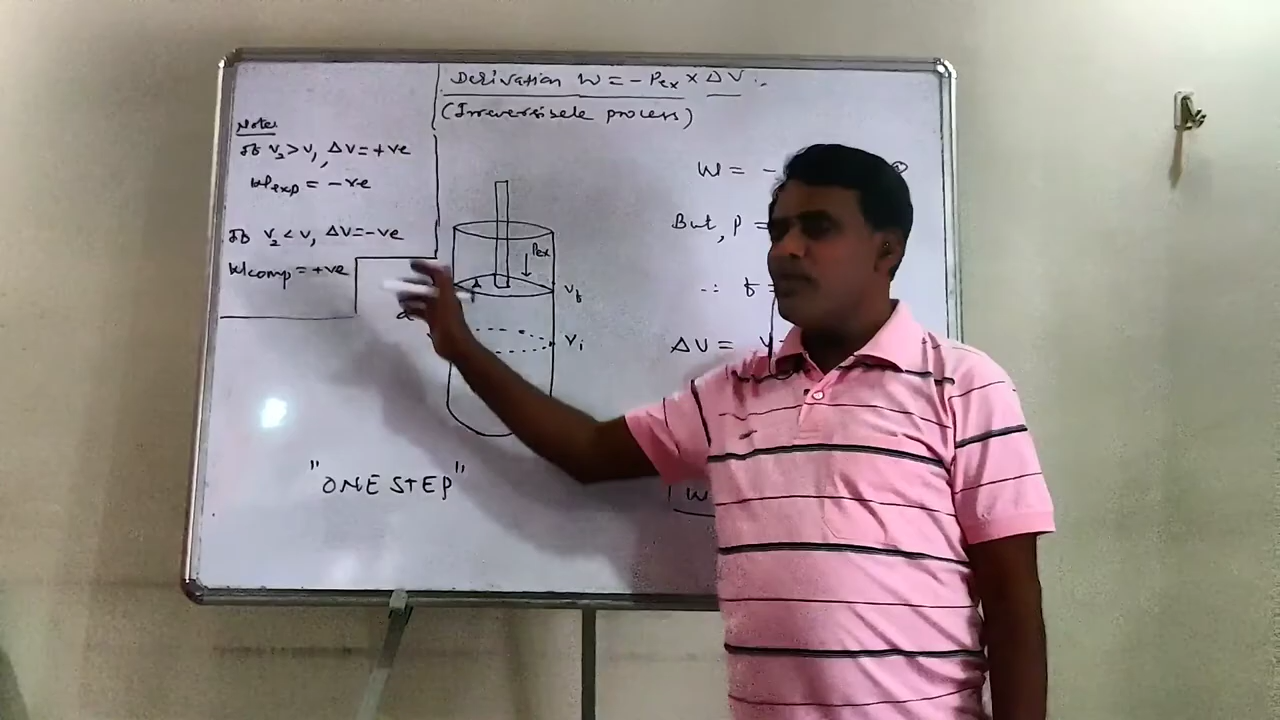 Derivation W = - Pex × ΔV :-
(Irreversible process)
Note:
If V2 > V1, ΔV = +ve
Wexp = -ve
If V2 < V1, ΔV = -ve
Wcomp = +ve
Pex
A
Vf
d
Vi
"ONE STEP"
W = -
But, P =
∴ f =
ΔV = V
W